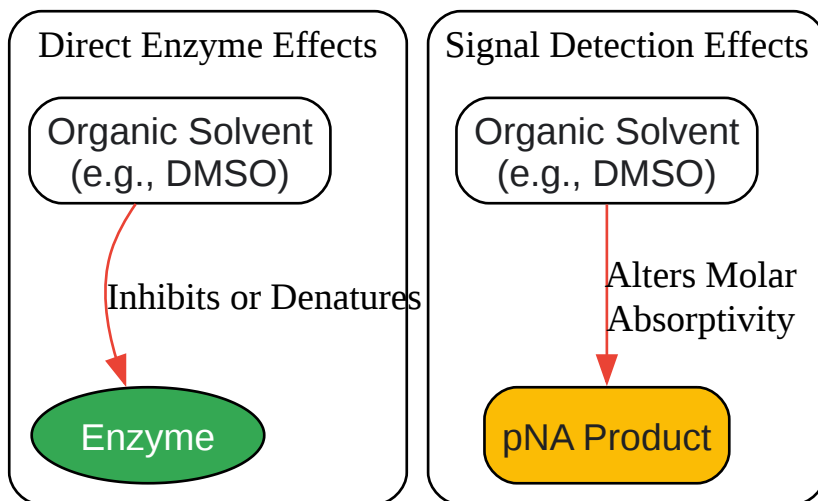 Direct Enzyme Effects
Organic Solvent
(e.g., DMSO)
Inhibits or Denatures
Enzyme
Signal Detection Effects
Organic Solvent
(e.g., DMSO)
Alters Molar
Absorptivity
pNA Product